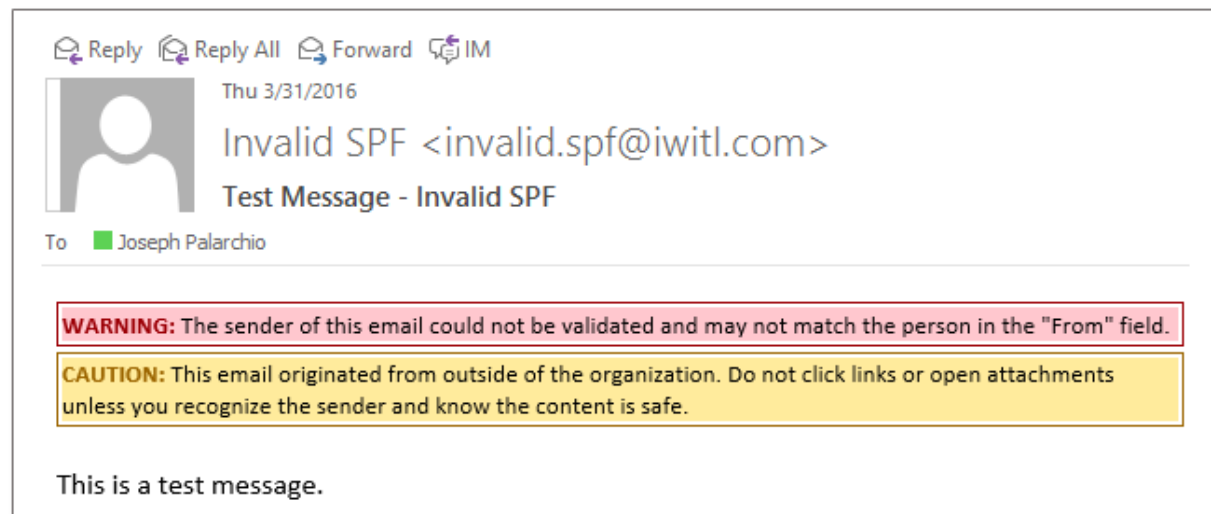 Reply Reply All Forward IM
Thu 3/31/2016
Invalid SPF <invalid.spf@iwitl.com>
Test Message - Invalid SPF
To Joseph Palarchio
WARNING: The sender of this email could not be validated and may not match the person in the "From" field.
CAUTION: This email originated from outside of the organization. Do not click links or open attachments
unless you recognize the sender and know the content is safe.
This is a test message.